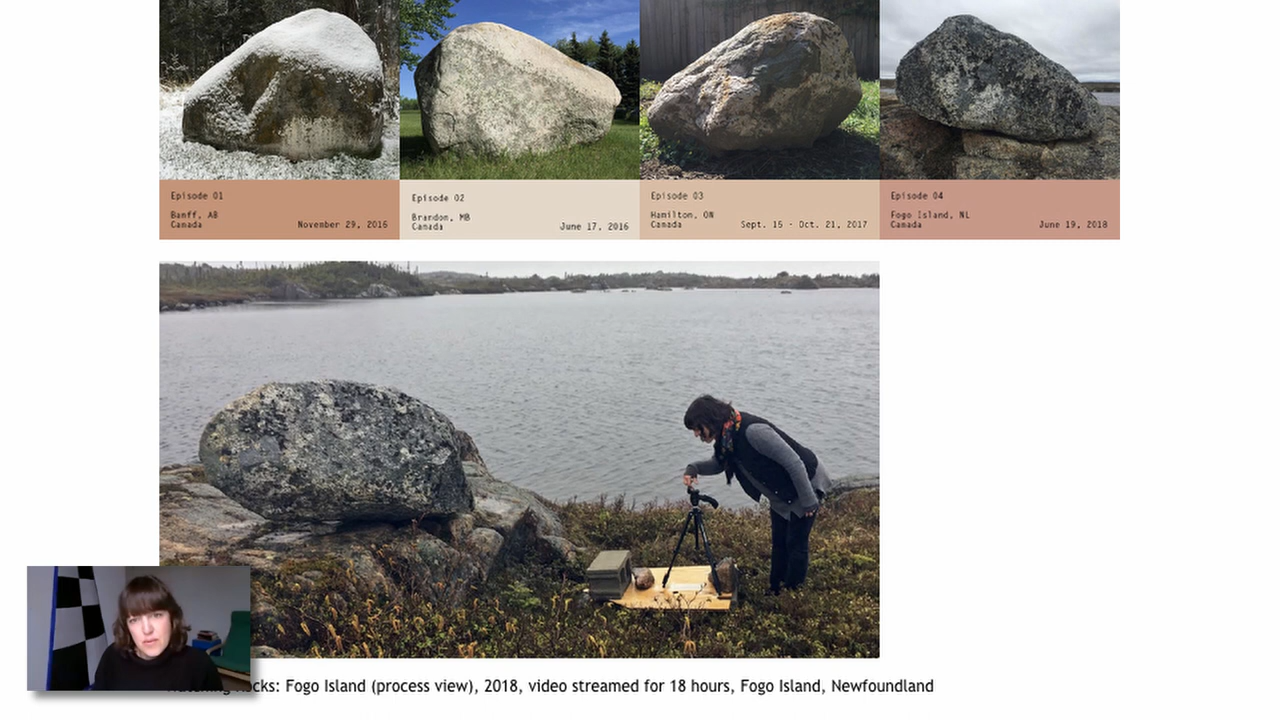 Episode 01
Banff, AB
Canada
November 29, 2016
Episode 02
Brandon, MB
Canada
June 17, 2016
Episode 03
Hamilton, ON
Canada
Sept. 15 - Oct. 21, 2017
Episode 04
Fogo Island, NL
Canada
June 19, 2018
cks: Fogo Island (process view), 2018, video streamed for 18 hours, Fogo Island, Newfoundland